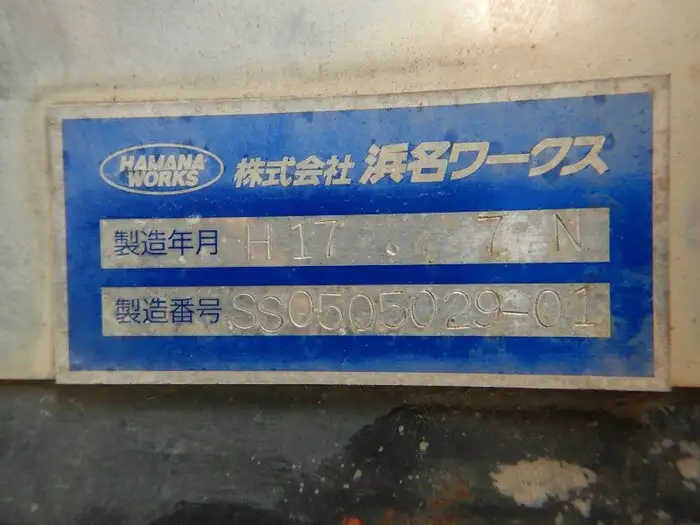 HAMANA
WORKS
株式会社 浜名ワークス
製造年月 H17 . 7 N
製造番号 SS0505029-01